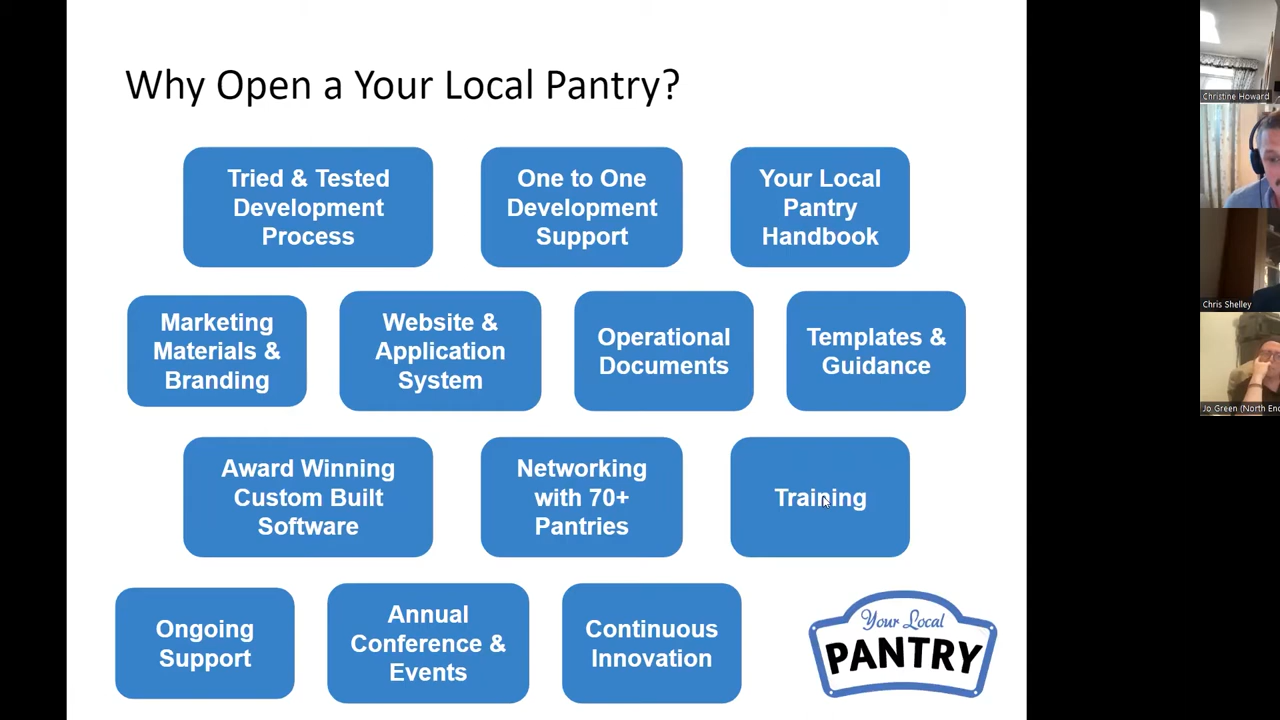 Why Open a Your Local Pantry?
Tried & Tested
Development
Process
One to One
Development
Support
Your Local
Pantry
Handbook
Marketing
Materials &
Branding
Website &
Application
System
Operational
Documents
Templates &
Guidance
Award Winning
Custom Built
Software
Networking
with 70+
Pantries
Training
Ongoing
Support
Annual
Conference &
Events
Continuous
Innovation
Your Local
PANTRY
Christine Howard
Chris Shelley
Jo Green (North End